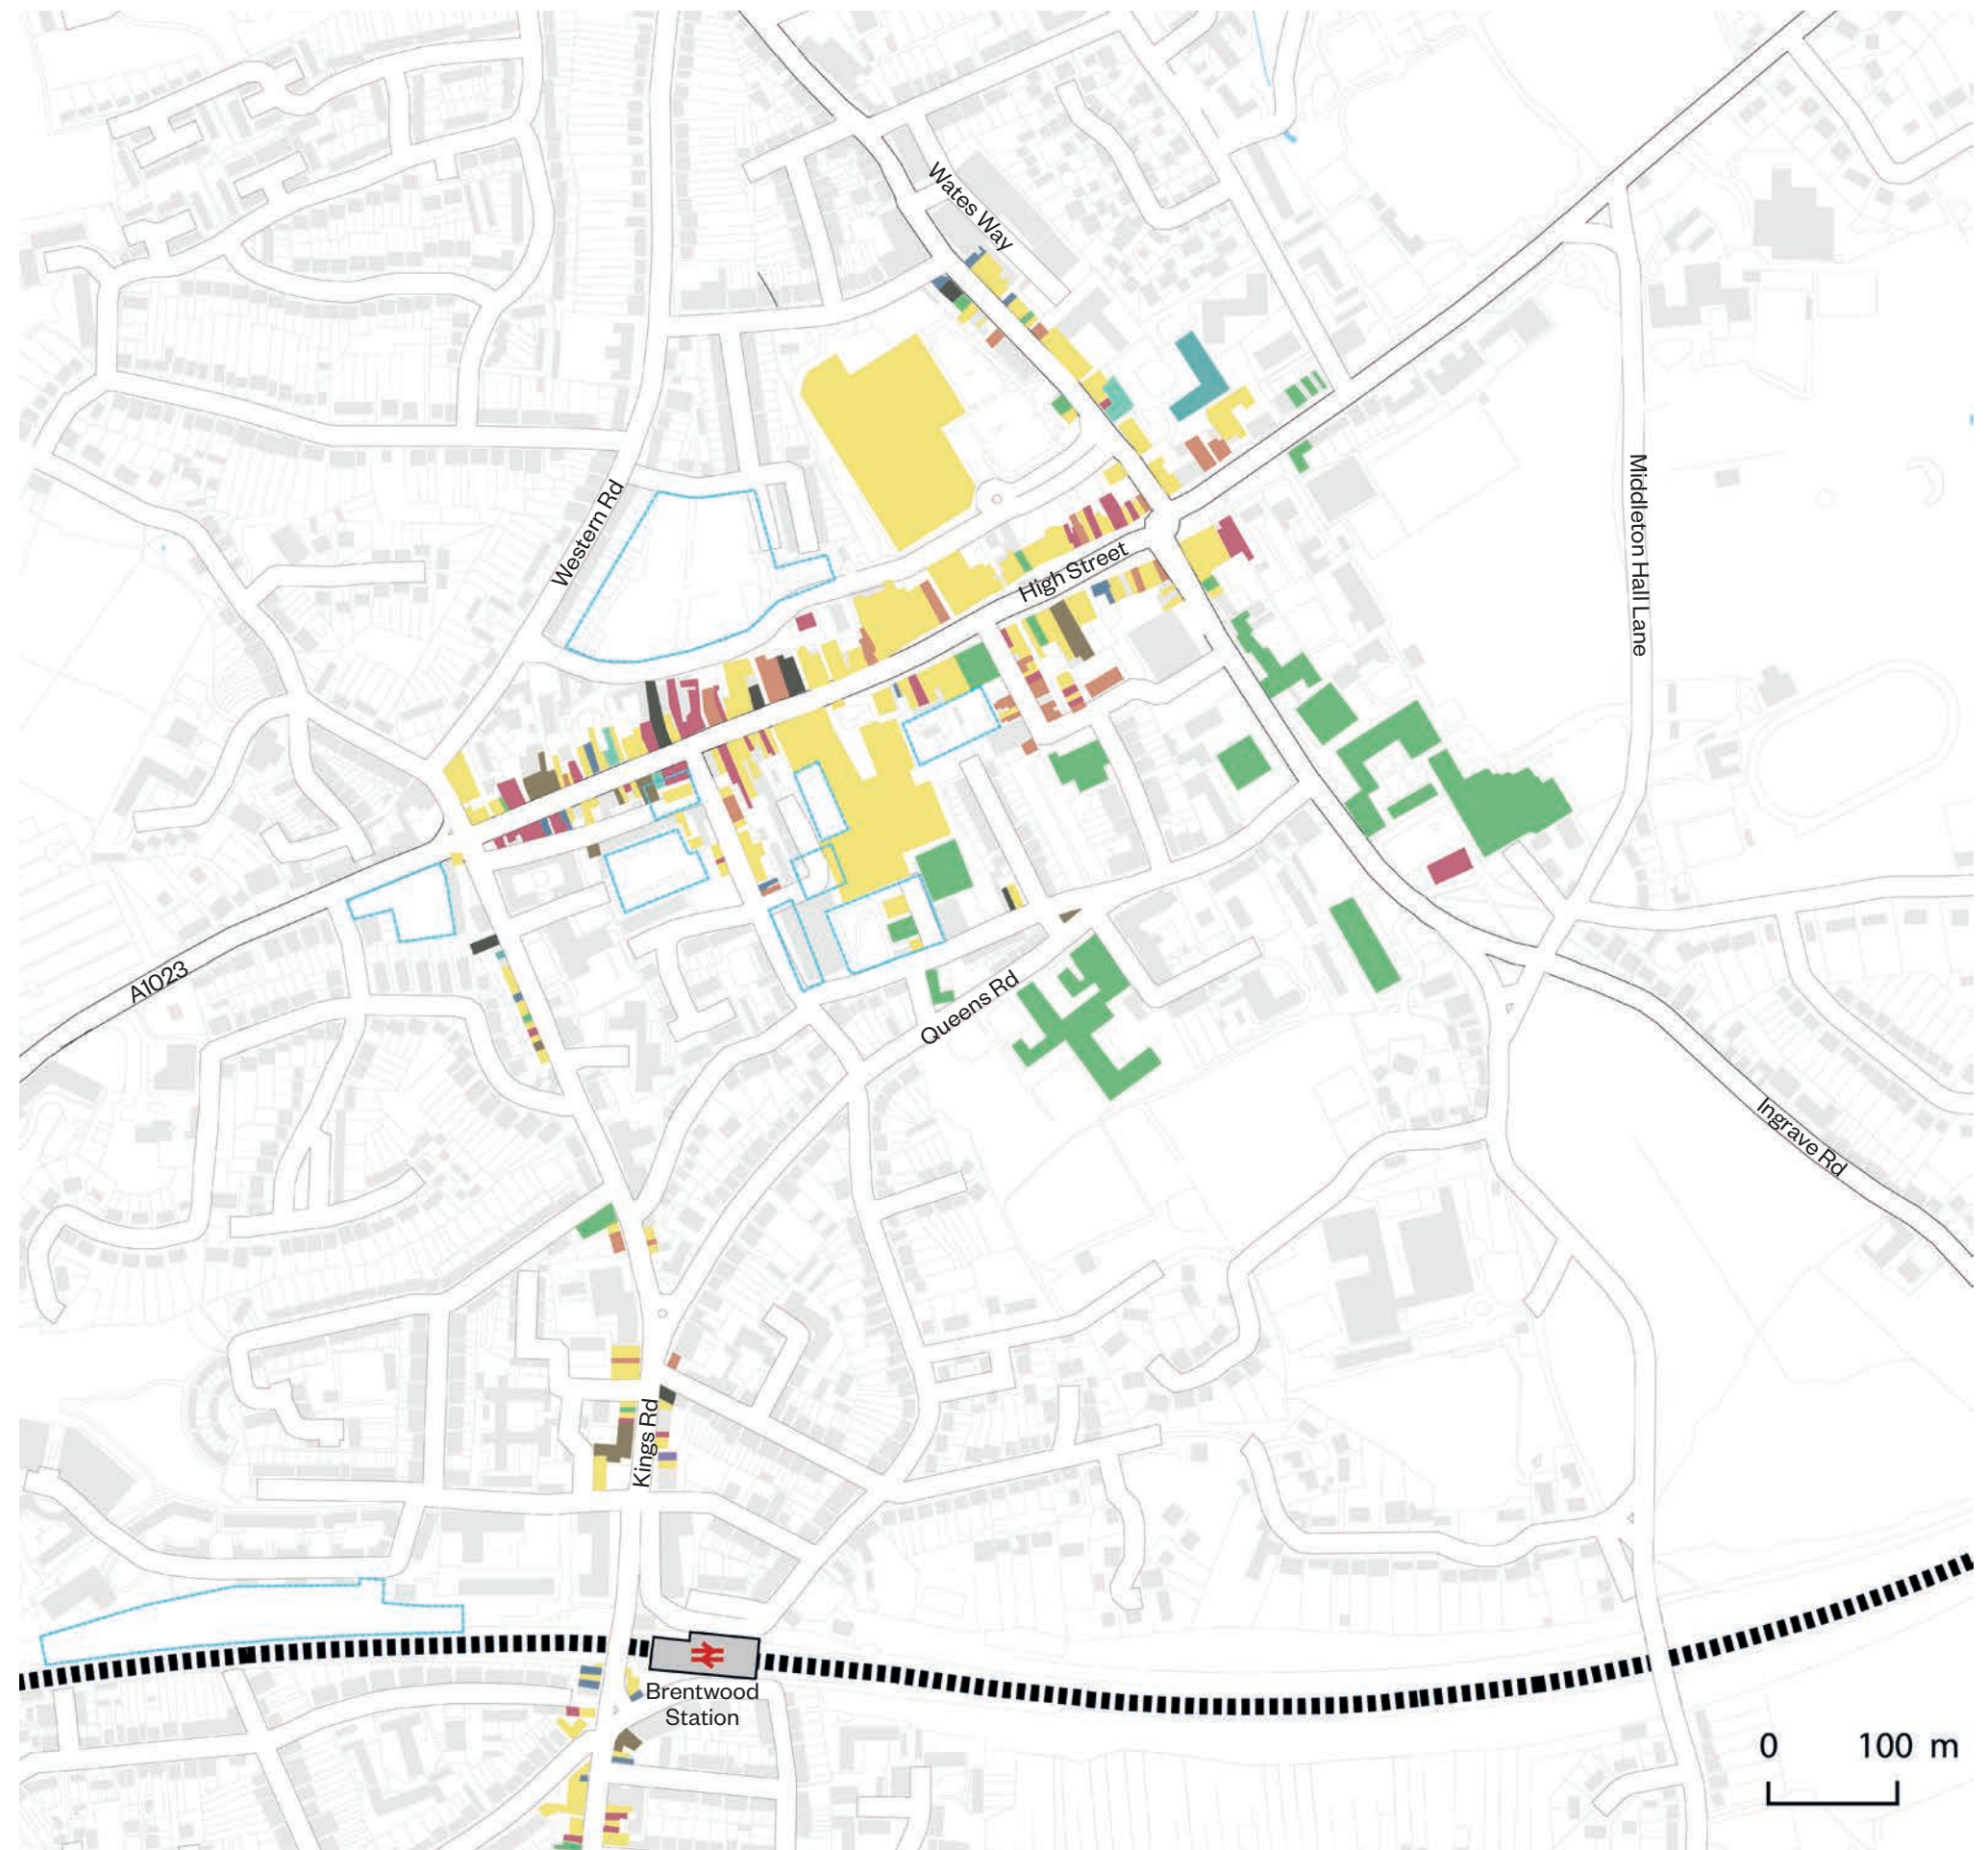 Wates Way
Western Rd
High Street
Middleton Hall Lane
A1023
Queens Rd
Ingrave Rd
Kings Rd
Brentwood
Station
0 100 m